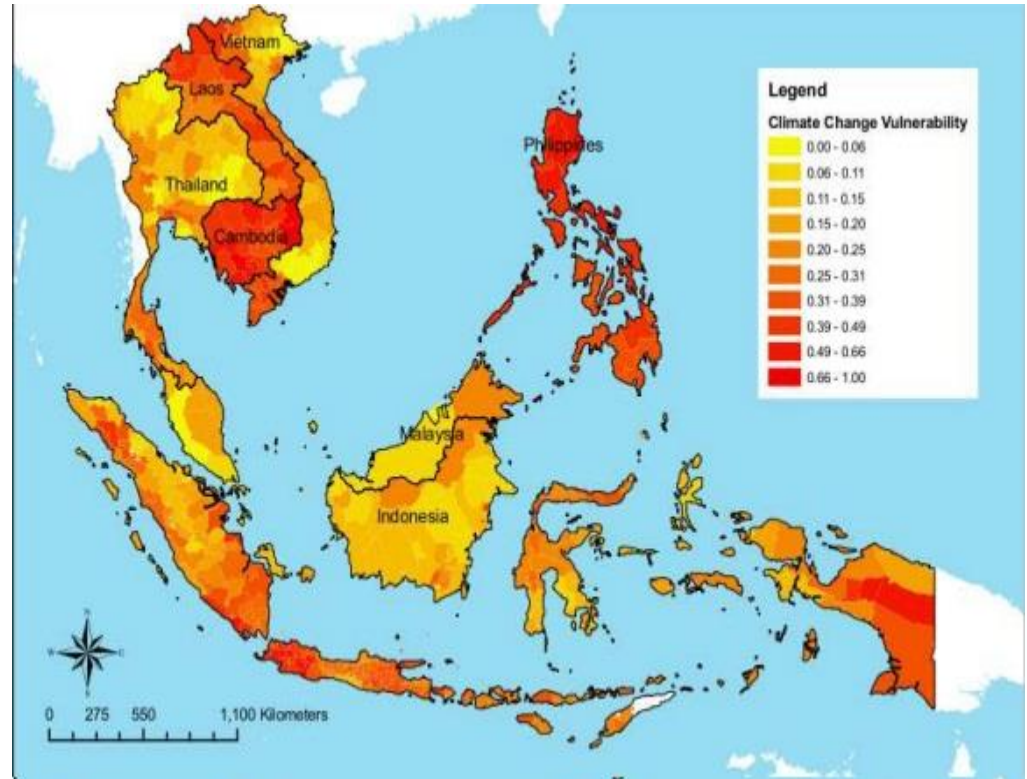 Vietnam
Laos
Thailand
Cambodia
Philippines
Malaysia
Indonesia
Legend
Climate Change Vulnerability
0.00 - 0.06
0.06 - 0.11
0.11 - 0.15
0.15 - 0.20
0.20 - 0.25
0.25 - 0.31
0.31 - 0.39
0.39 - 0.49
0.49 - 0.66
0.66 - 1.00
N
W E
S
0 275 550 1,100 Kilometers